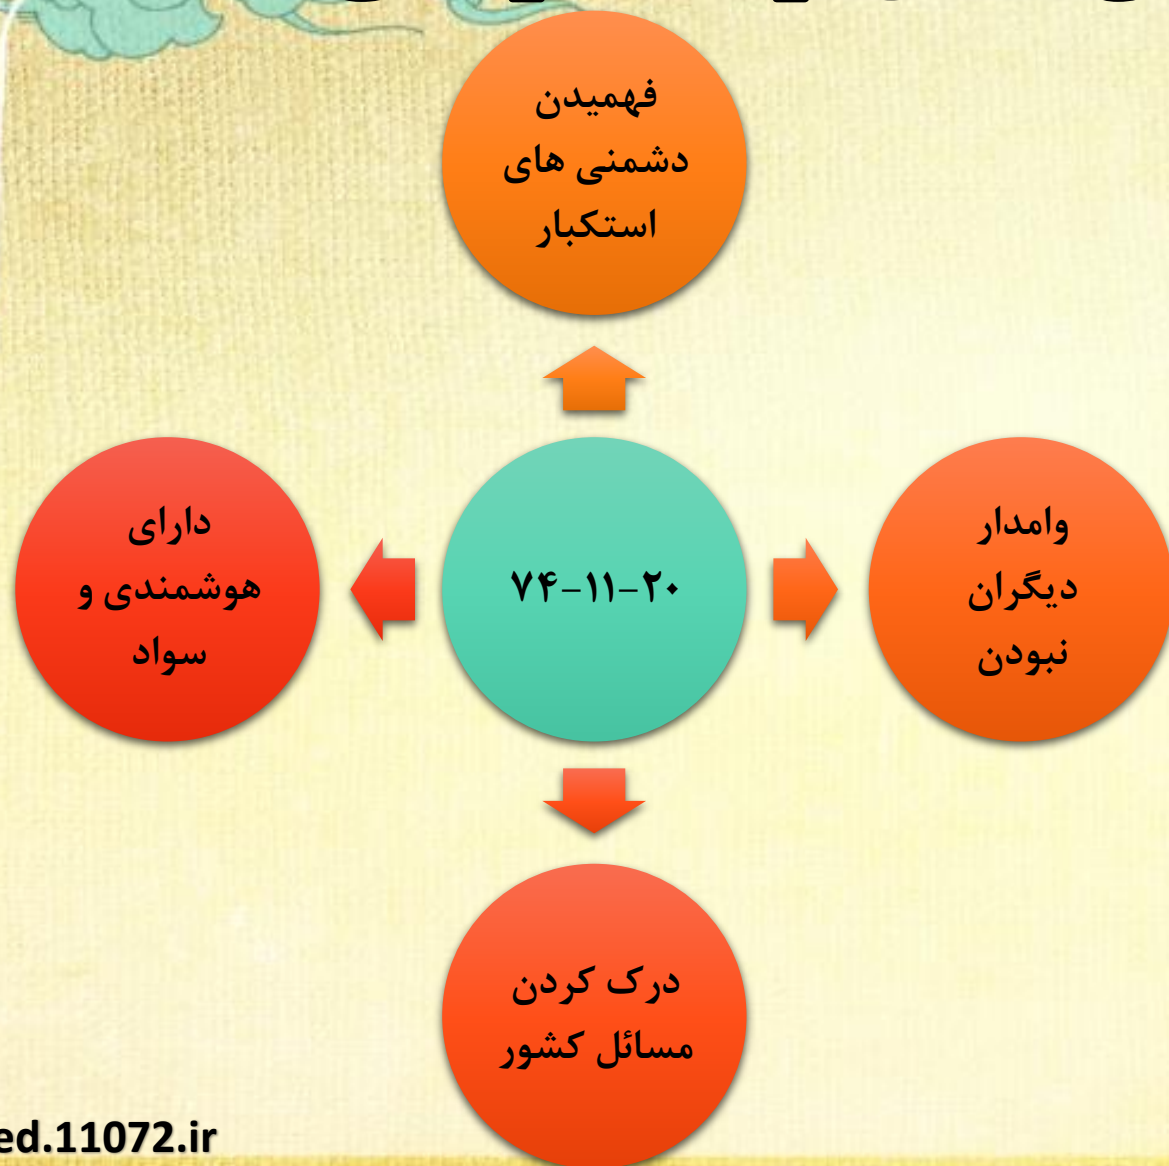 فهمیدن
دشمنی های
استکبار
وامدار
دیگران
نبودن
۷۴-۱۱-۲۰
دارای
هوشمندی و
سواد
درک کردن
مسائل کشور
ed.11072.ir